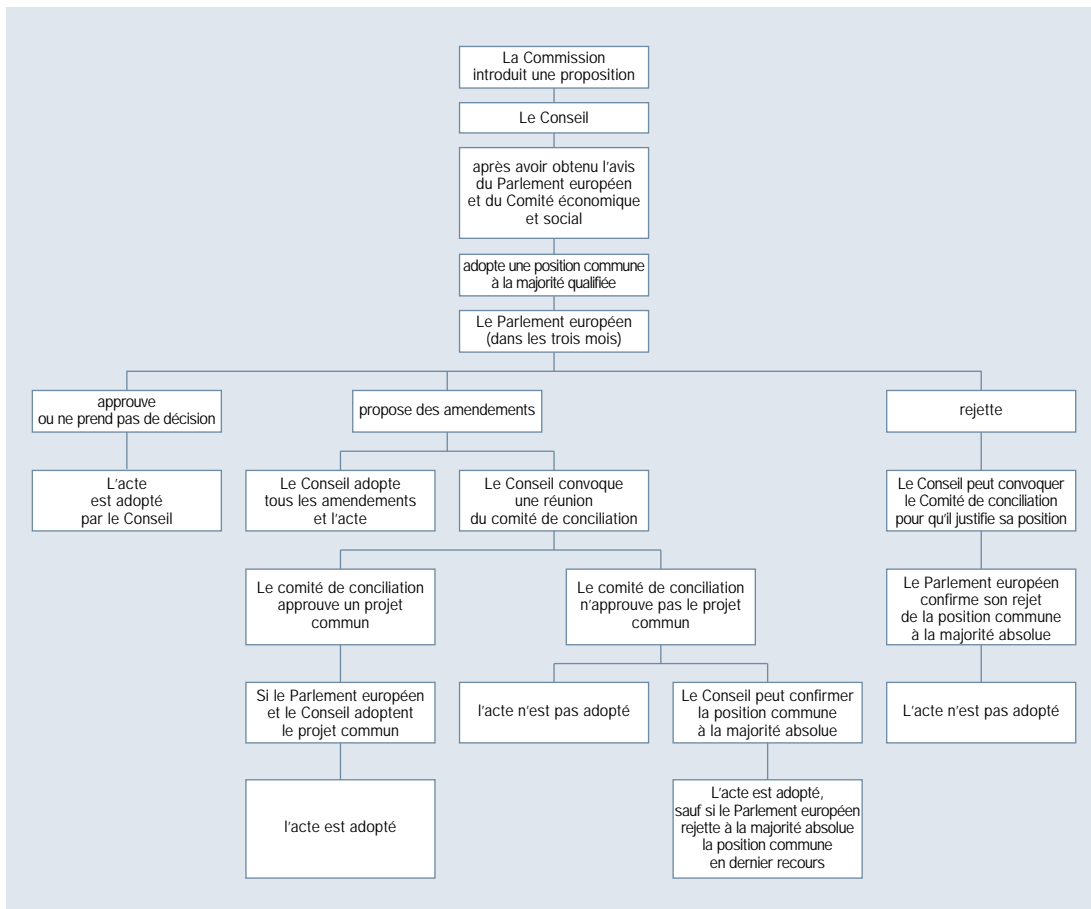 La Commission
introduit une proposition
Le Conseil
après avoir obtenu l'avis
du Parlement européen
et du Comité économique
et social
adopte une position commune
à la majorité qualifiée
Le Parlement européen
(dans les trois mois)
approuve
ou ne prend pas de décision
propose des amendements
rejette
L'acte
est adopté
par le Conseil
Le Conseil adopte
tous les amendements
et l'acte
Le Conseil convoque
une réunion
du comité de conciliation
Le Conseil peut convoquer
le Comité de conciliation
pour qu'il justifie sa position
Le comité de conciliation
approuve un projet
commun
Le comité de conciliation
n'approuve pas le projet
commun
Le Parlement européen
confirme son rejet
de la position commune
à la majorité absolue
Si le Parlement européen
et le Conseil adoptent
le projet commun
l'acte n'est pas adopté
Le Conseil peut confirmer
la position commune
à la majorité absolue
L'acte n'est pas adopté
l'acte est adopté
L'acte est adopté,
sauf si le Parlement européen
rejette à la majorité absolue
la position commune
en dernier recours